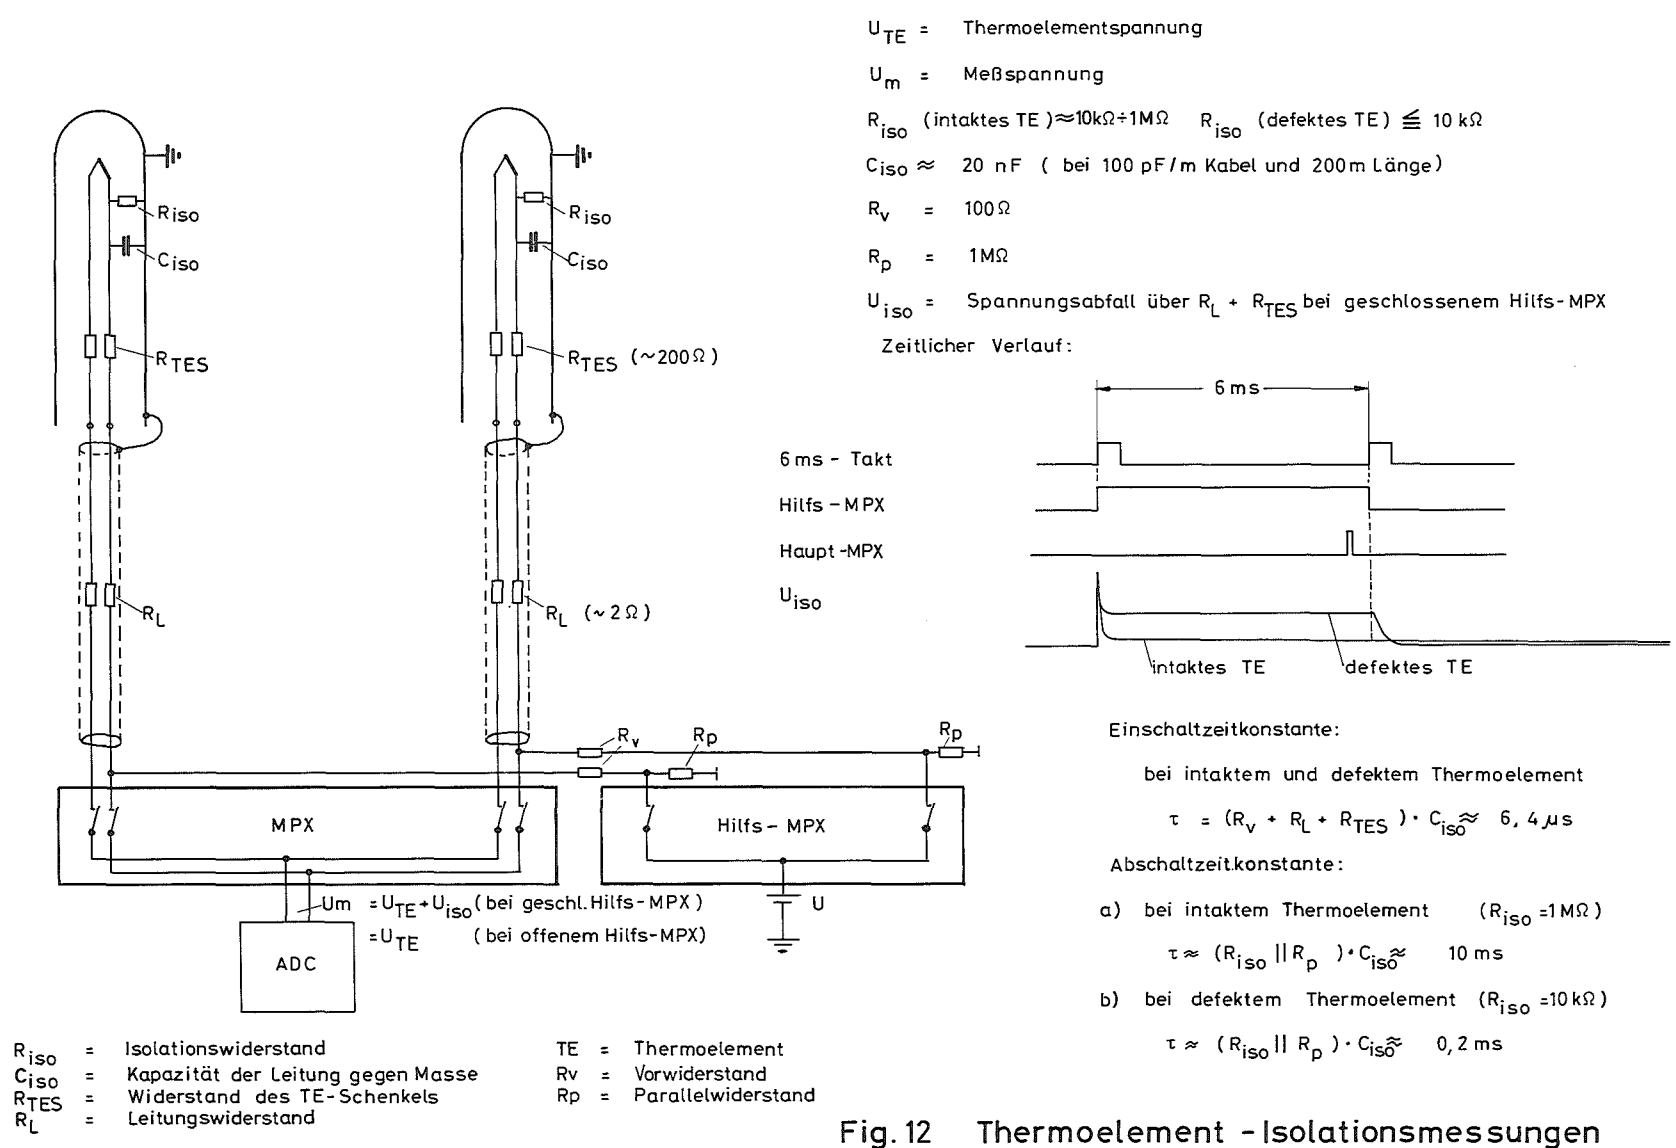 U_TE = Thermoelementspannung
U_m = Meßspannung
R_iso (intaktes TE) ≈ 10kΩ ÷ 1MΩ R_iso (defektes TE) ≦ 10 kΩ
C_iso ≈ 20 nF ( bei 100 pF/m Kabel und 200m Länge)
R_v = 100Ω
R_p = 1MΩ
U_iso = Spannungsabfall über R_L + R_TES bei geschlossenem Hilfs-MPX
Zeitlicher Verlauf:
6 ms
6 ms - Takt
Hilfs - MPX
Haupt - MPX
U_iso
intaktes TE
defektes TE
R_iso
C_iso
R_TES
R_L
R_iso
C_iso
R_TES (~200Ω)
R_L (~2Ω)
R_v
R_p
R_p
MPX
Hilfs - MPX
Um = U_TE + U_iso ( bei geschl. Hilfs-MPX )
= U_TE ( bei offenem Hilfs-MPX)
U
ADC
Einschaltzeitkonstante:
bei intaktem und defektem Thermoelement
τ = (R_v + R_L + R_TES ) · C_iso ≈ 6,4 µs
Abschaltzeitkonstante:
a) bei intaktem Thermoelement (R_iso = 1MΩ)
τ ≈ (R_iso || R_p ) · C_iso ≈ 10 ms
b) bei defektem Thermoelement (R_iso = 10kΩ)
τ ≈ (R_iso || R_p ) · C_iso ≈ 0,2 ms
R_iso = Isolationswiderstand
C_iso = Kapazität der Leitung gegen Masse
R_TES = Widerstand des TE-Schenkels
R_L = Leitungswiderstand
TE = Thermoelement
Rv = Vorwiderstand
Rp = Parallelwiderstand
Fig. 12 Thermoelement - Isolationsmessungen